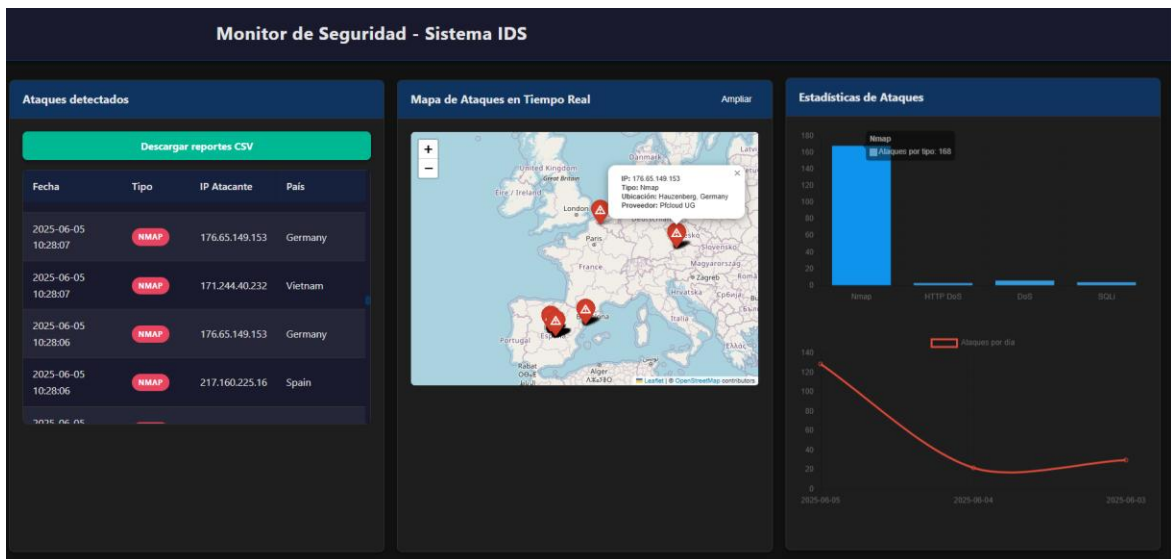 Monitor de Seguridad - Sistema IDS
Ataques detectados
Descargar reportes CSV
Fecha Tipo IP Atacante País
2025-06-05
10:28:07
NMAP 176.65.149.153 Germany
2025-06-05
10:28:07
NMAP 171.244.40.232 Vietnam
2025-06-05
10:28:06
NMAP 176.65.149.153 Germany
2025-06-05
10:28:06
NMAP 217.160.225.16 Spain
Mapa de Ataques en Tiempo Real
Ampliar
+
−
Danmark
Latvi
United Kingdom
Great Britain
Éire / Ireland
London
Paris
France
Slovensko
Magyarország
Zagreb
Hrvatska
Italia
Portugal
Rabat
Alger
IP: 176.65.149.153
Tipo: Nmap
Ubicación: Hauzenberg, Germany
Proveedor: Pfcloud UG
Leaflet | © OpenStreetMap contributors
Estadísticas de Ataques
180
160
140
120
100
80
60
40
20
0
Nmap
Ataques por tipo: 168
Nmap HTTP DoS DoS SQLi
Ataques por día
140
120
100
80
60
40
20
0
2025-06-05 2025-06-04 2025-06-03